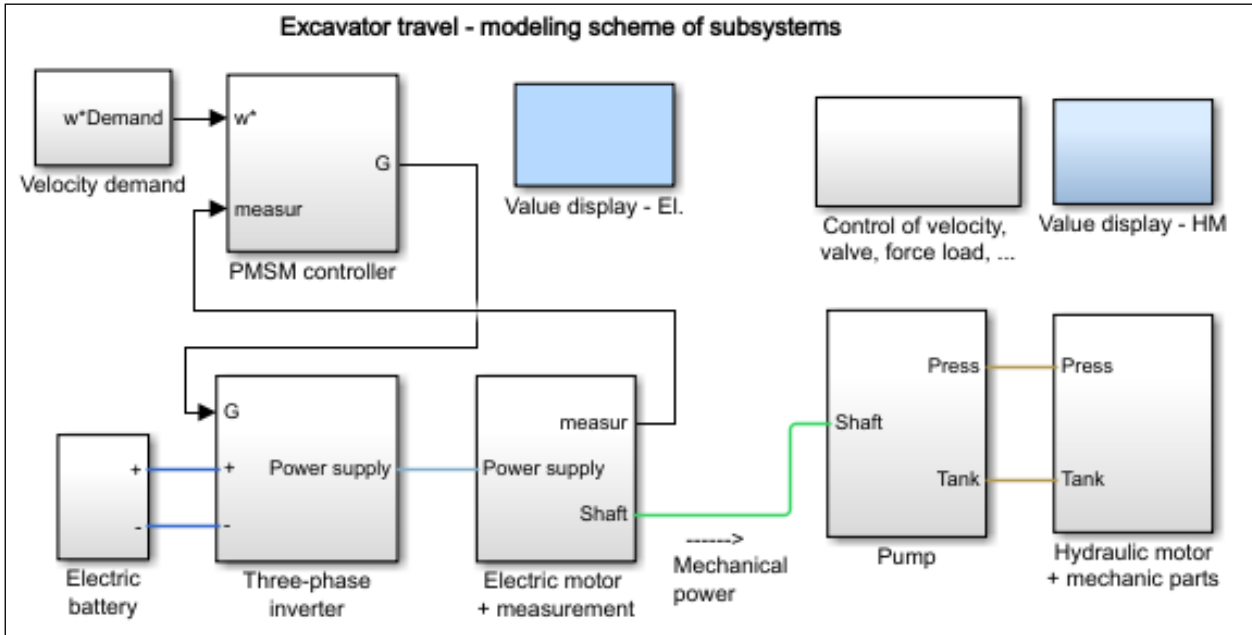 Excavator travel - modeling scheme of subsystems
w*Demand
Velocity demand
w*
G
measur
PMSM controller
Value display - El.
Control of velocity,
valve, force load, ...
Value display - HM
+
-
Electric
battery
G
+
Power supply
-
Three-phase
inverter
measur
Power supply
Shaft
Electric motor
+ measurement
------>
Mechanical
power
Press
Shaft
Tank
Pump
Press
Tank
Hydraulic motor
+ mechanic parts